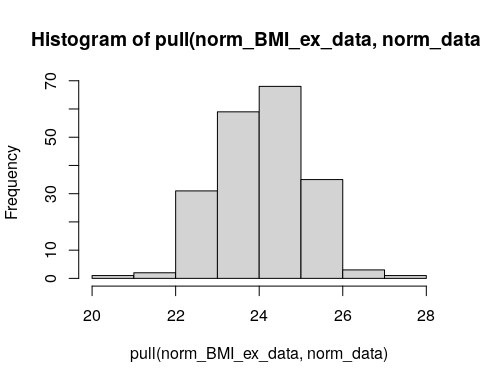 Histogram of pull(norm_BMI_ex_data, norm_data
Frequency
70
50
30
10
0
20 22 24 26 28
pull(norm_BMI_ex_data, norm_data)